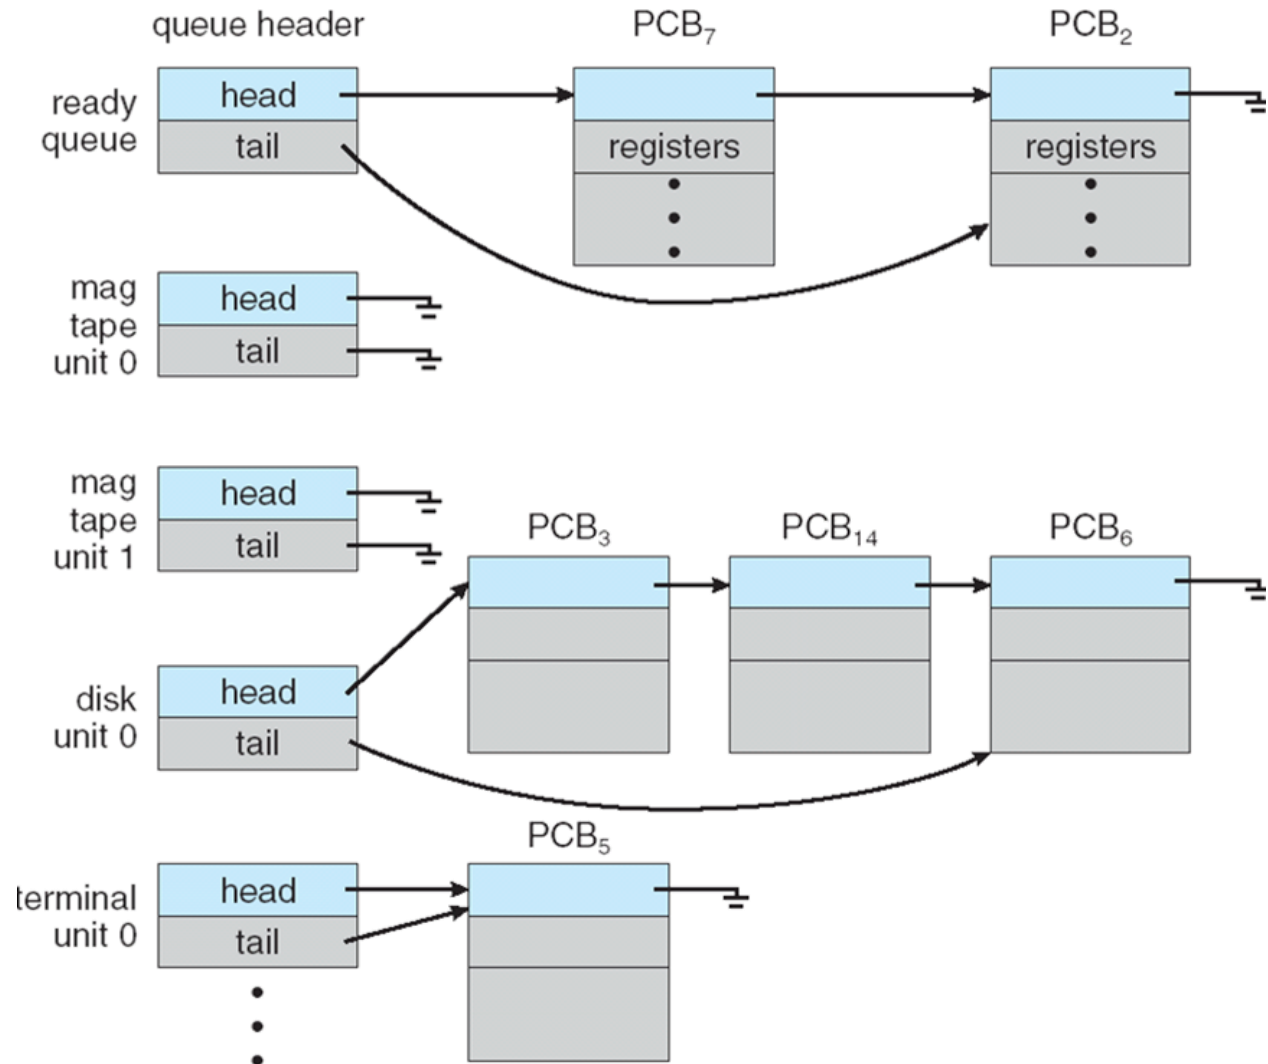 queue header
PCB₇
PCB₂
ready
queue
head
tail
registers
registers
mag
tape
unit 0
head
tail
mag
tape
unit 1
head
tail
PCB₃
PCB₁₄
PCB₆
disk
unit 0
head
tail
PCB₅
terminal
unit 0
head
tail